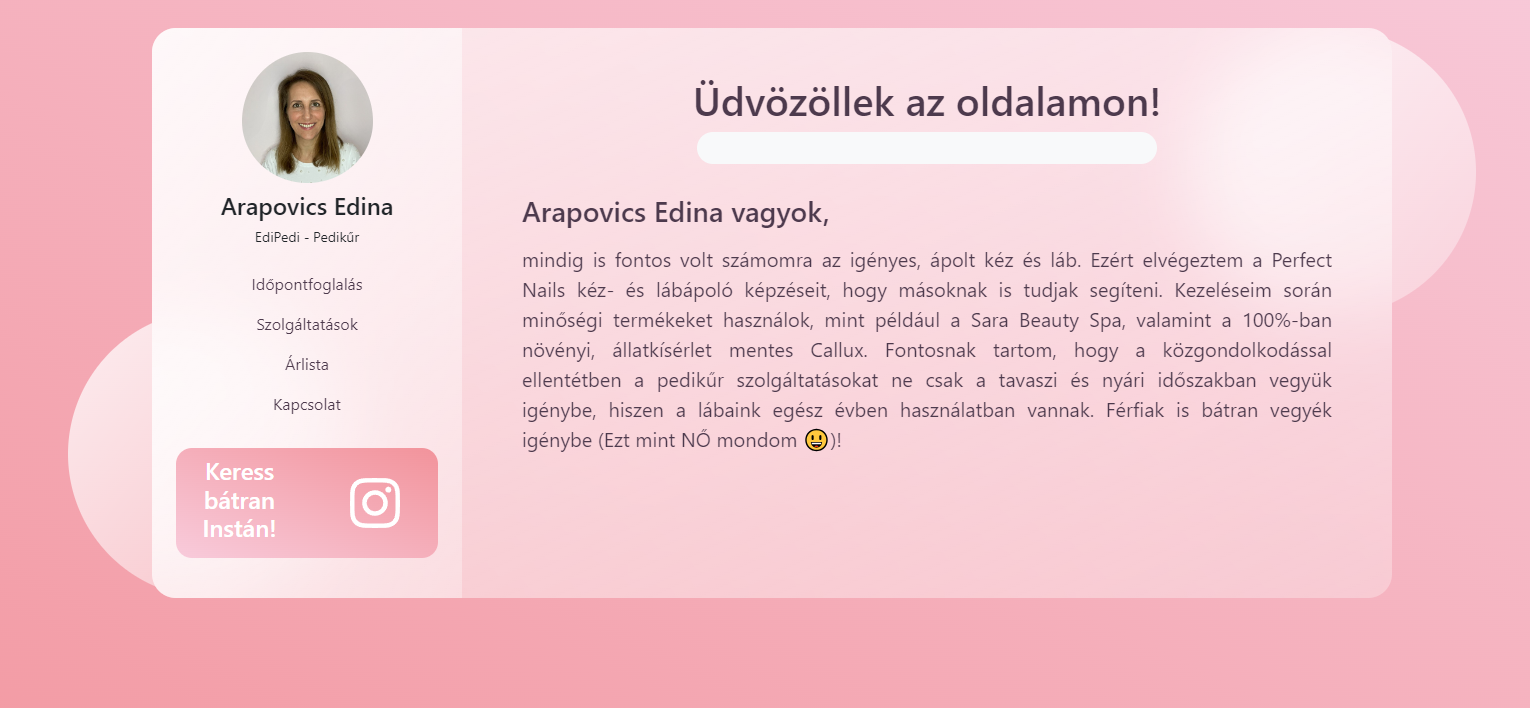 Arapovics Edina
EdiPedi - Pedikűr
Időpontfoglalás
Szolgáltatások
Árlista
Kapcsolat
Keress
bátran
Instán!
Üdvözöllek az oldalamon!
Arapovics Edina vagyok,
mindig is fontos volt számomra az igényes, ápolt kéz és láb. Ezért elvégeztem a Perfect
Nails kéz- és lábápoló képzéseit, hogy másoknak is tudjak segíteni. Kezeléseim során
minőségi termékeket használok, mint például a Sara Beauty Spa, valamint a 100%-ban
növényi, állatkísérlet mentes Callux. Fontosnak tartom, hogy a közgondolkodással
ellentétben a pedikűr szolgáltatásokat ne csak a tavaszi és nyári időszakban vegyük
igénybe, hiszen a lábaink egész évben használatban vannak. Férfiak is bátran vegyék
igénybe (Ezt mint NŐ mondom 😃)!